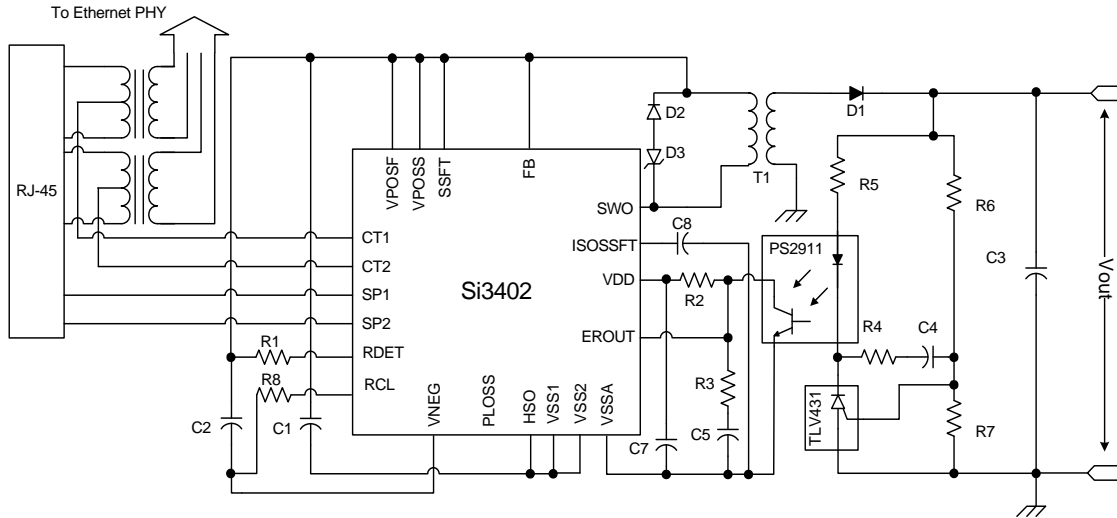 To Ethernet PHY
RJ-45
VPOSF
VPOSS
SSFT
FB
D2
D3
T1
D1
R5
R6
SWO
CT1
ISOSSFT
C8
PS2911
CT2
VDD
C3
Vout
Si3402
R2
SP1
SP2
EROUT
R4
C4
R1
RDET
R8
RCL
R3
VNEG
PLOSS
HSO
VSS1
VSS2
VSSA
TLV431
C2
C1
C7
C5
R7